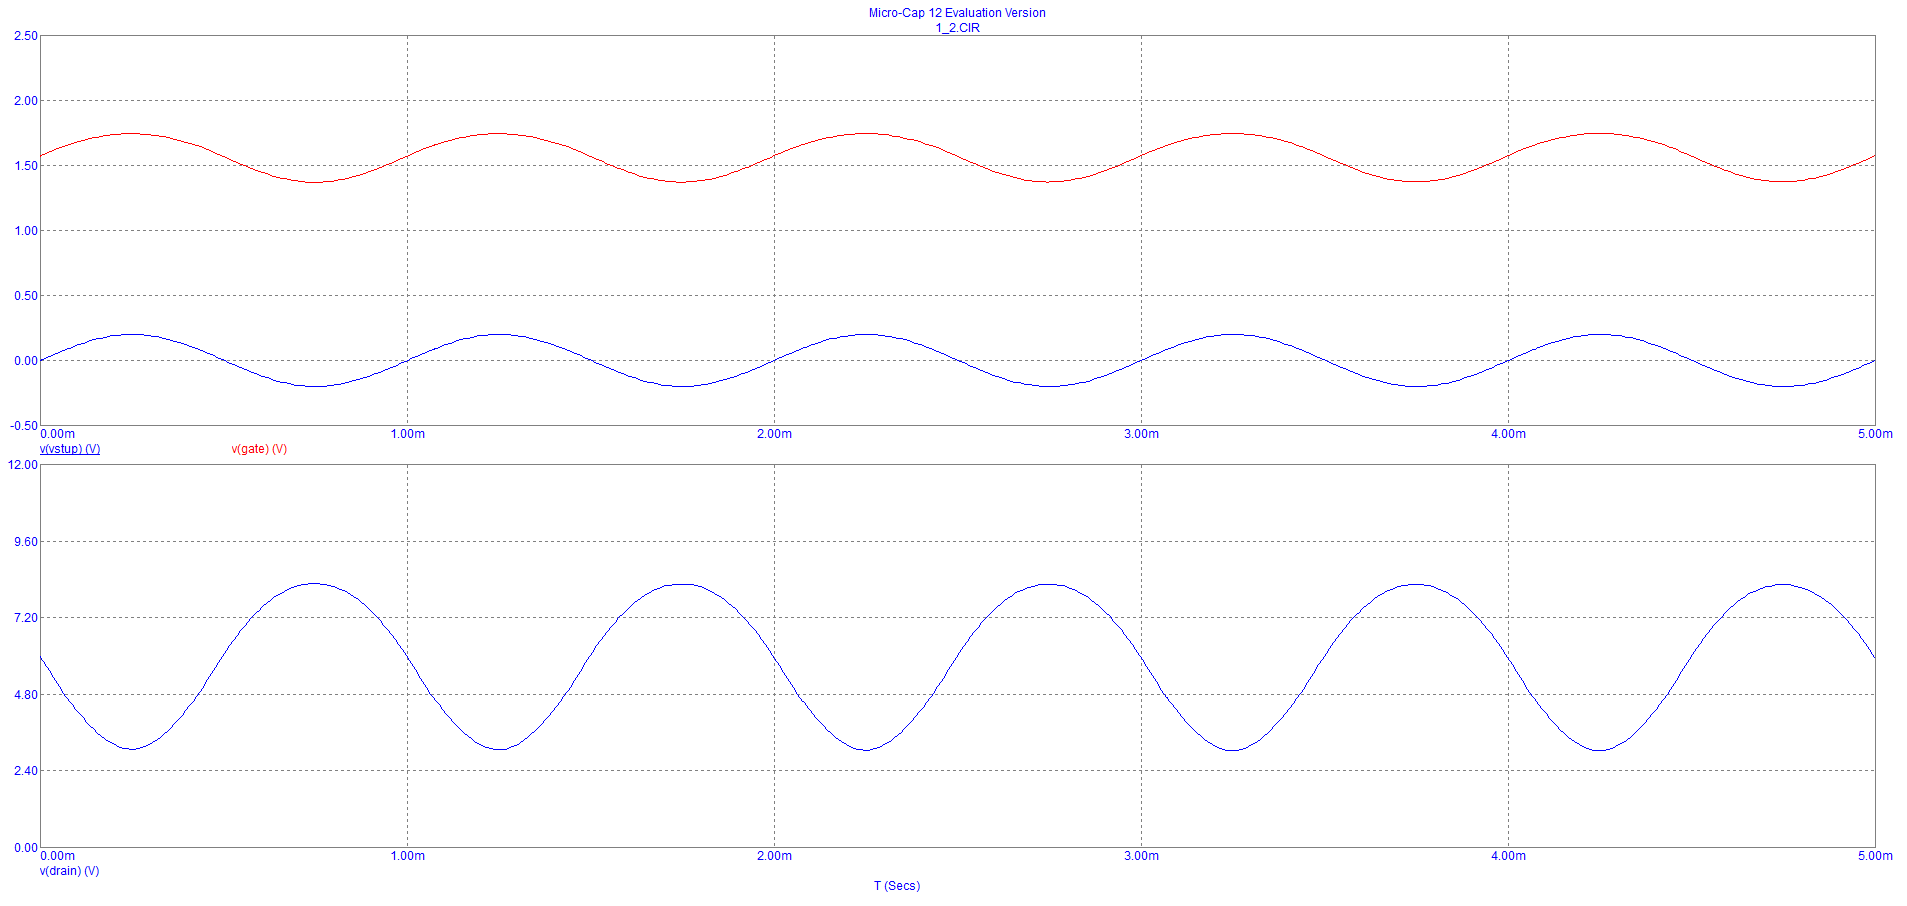 Micro-Cap 12 Evaluation Version
1_2.CIR
2.50
2.00
1.50
1.00
0.50
0.00
-0.50
0.00m 1.00m 2.00m 3.00m 4.00m 5.00m
v(vstup) (V) v(gate) (V)
12.00
9.60
7.20
4.80
2.40
0.00
0.00m 1.00m 2.00m 3.00m 4.00m 5.00m
v(drain) (V)
T (Secs)